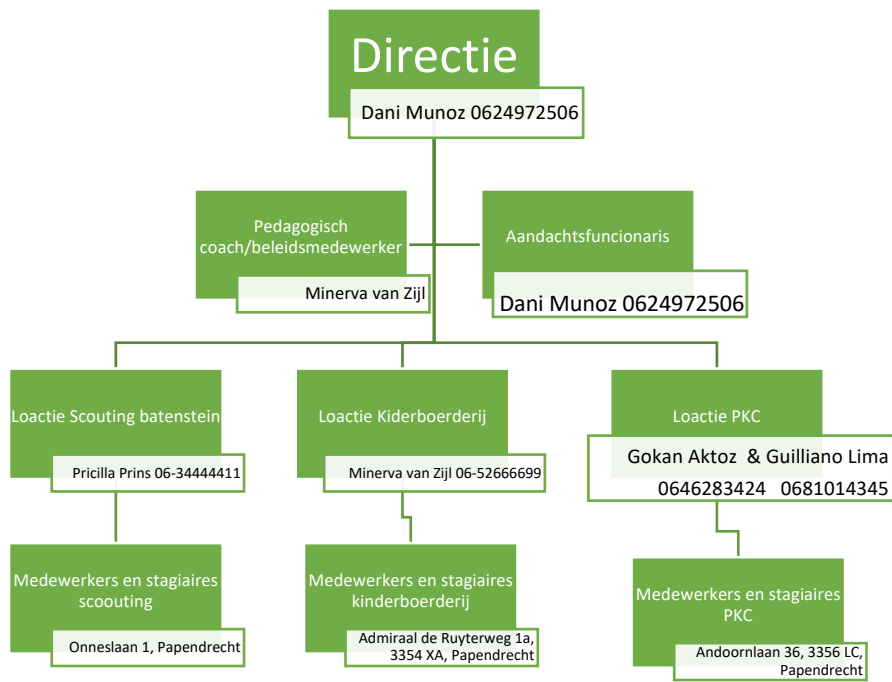 Directie
Dani Munoz 0624972506
Pedagogisch
coach/beleidsmedewerker
Minerva van Zijl
Aandachtsfuncionaris
Dani Munoz 0624972506
Loactie Scouting batenstein
Pricilla Prins 06-34444411
Loactie Kiderboerderij
Minerva van Zijl 06-52666699
Loactie PKC
Gokan Aktoz & Guilliano Lima
0646283424 0681014345
Medewerkers en stagiaires
scoouting
Onneslaan 1, Papendrecht
Medewerkers en stagiaires
kinderboerderij
Admiraal de Ruyterweg 1a,
3354 XA, Papendrecht
Medewerkers en stagiaires
PKC
Andoornlaan 36, 3356 LC,
Papendrecht